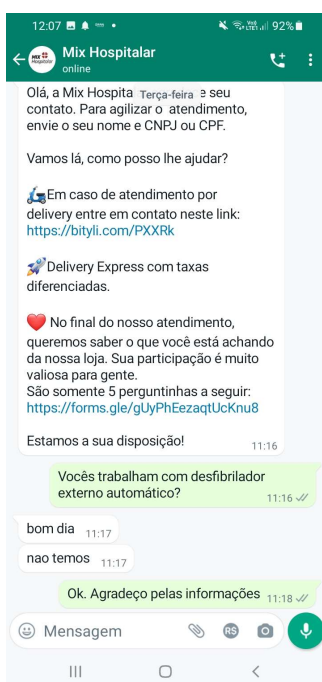 12:07
92%
Mix Hospitalar
online
Terça-feira
Olá, a Mix Hospita e seu
contato. Para agilizar o atendimento,
envie o seu nome e CNPJ ou CPF.
Vamos lá, como posso lhe ajudar?
Em caso de atendimento por
delivery entre em contato neste link:
https://bityli.com/PXXRk
Delivery Express com taxas
diferenciadas.
No final do nosso atendimento,
queremos saber o que você está achando
da nossa loja. Sua participação é muito
valiosa para gente.
São somente 5 perguntinhas a seguir:
https://forms.gle/gUyPhEezaqtUcKnu8
Estamos a sua disposição!
11:16
Vocês trabalham com desfibrilador
externo automático?
11:16
bom dia 11:17
nao temos 11:17
Ok. Agradeço pelas informações 11:18
Mensagem
R$